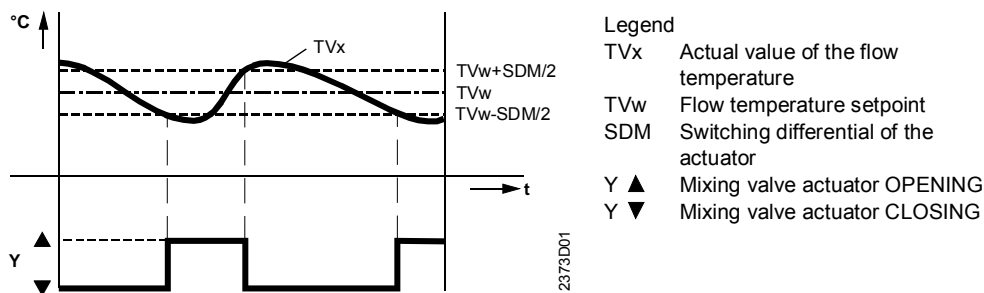 °C
TVx
TVw+SDM/2
TVw
TVw-SDM/2
t
Y
2373D01
Legend
TVx Actual value of the flow
temperature
TVw Flow temperature setpoint
SDM Switching differential of the
actuator
Y ▲ Mixing valve actuator OPENING
Y ▼ Mixing valve actuator CLOSING